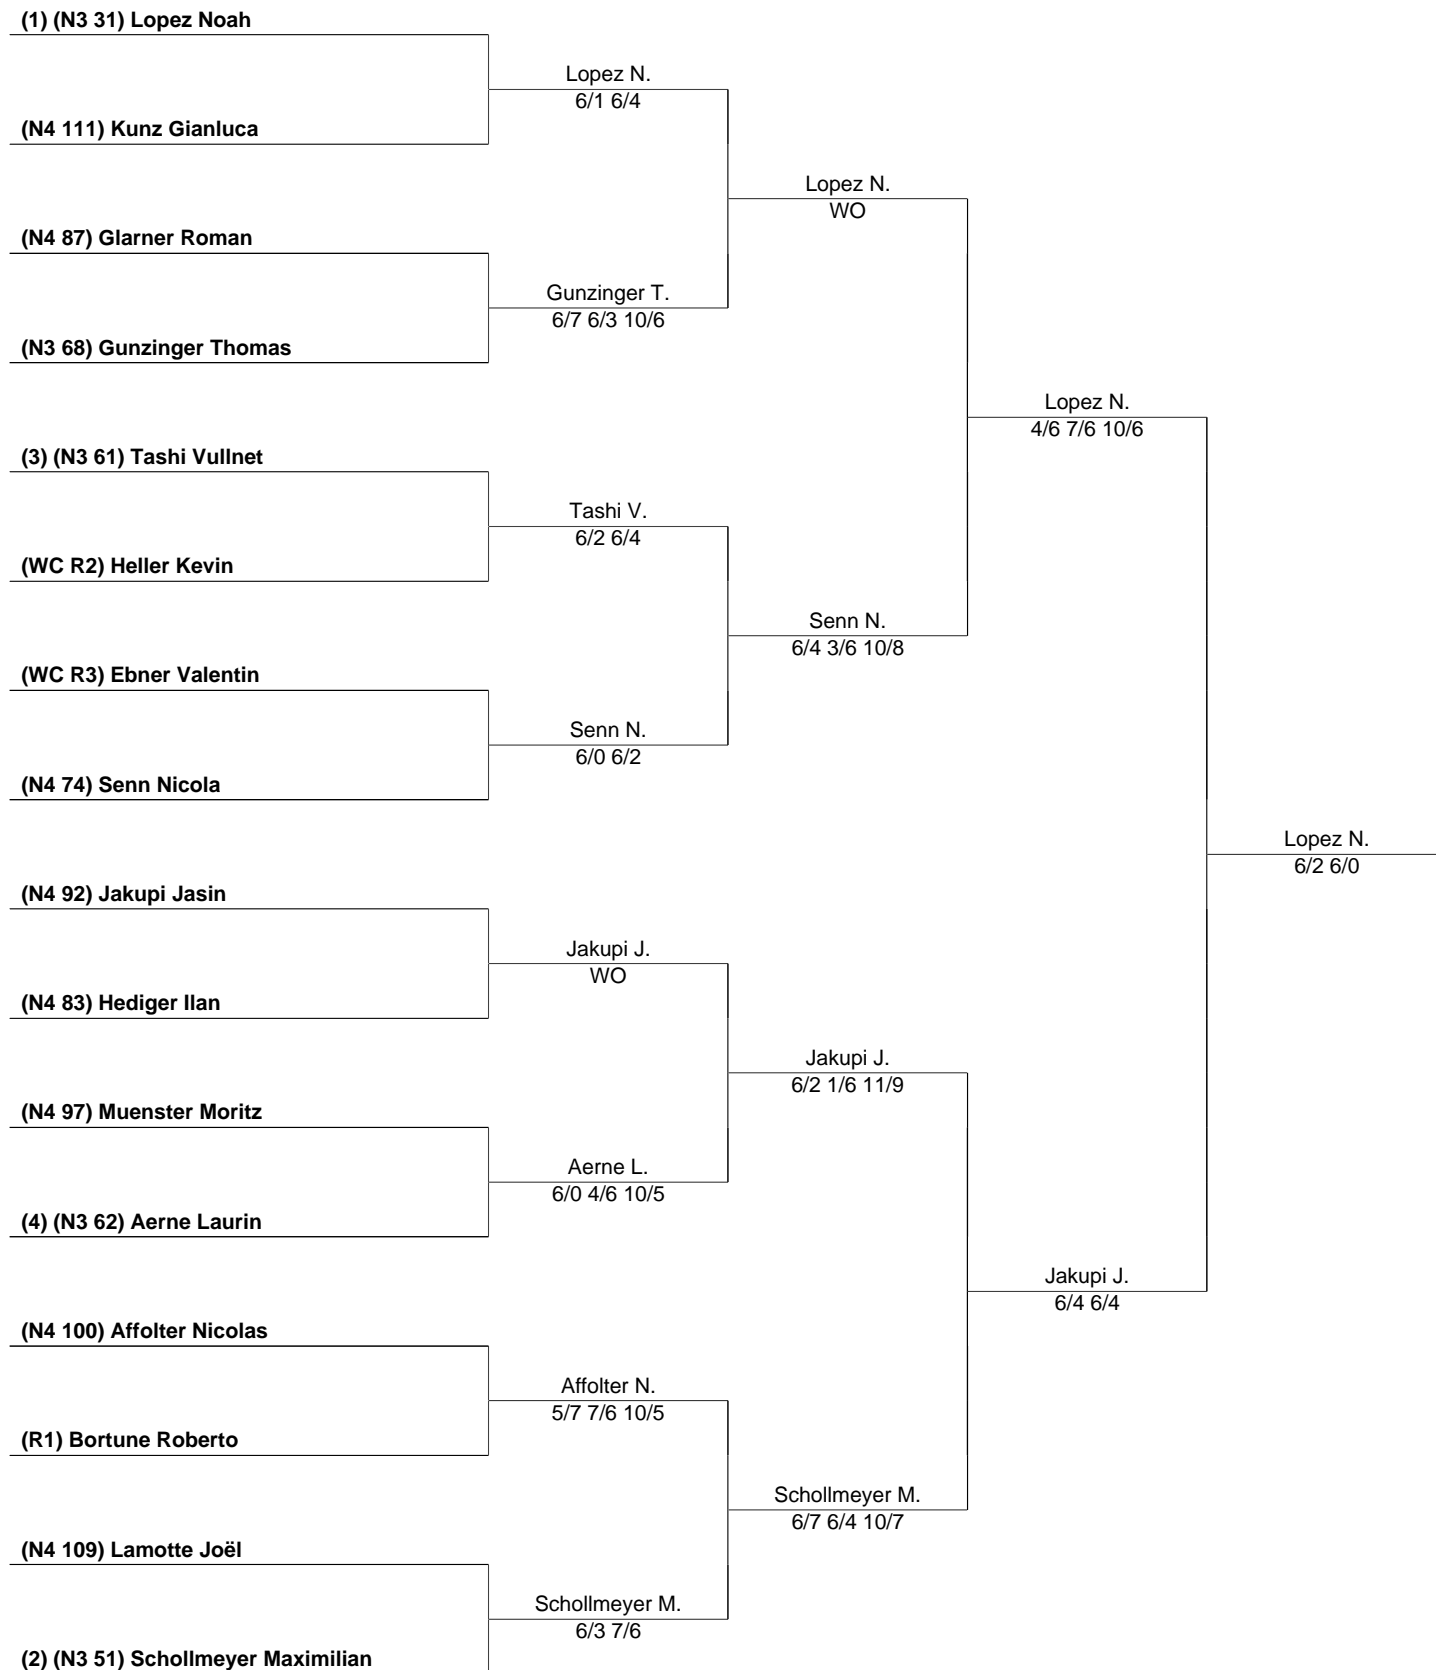 (1) (N3 31) Lopez Noah
Lopez N.
6/1 6/4
(N4 111) Kunz Gianluca
Lopez N.
WO
(N4 87) Glarner Roman
Gunzinger T.
6/7 6/3 10/6
(N3 68) Gunzinger Thomas
Lopez N.
4/6 7/6 10/6
(3) (N3 61) Tashi Vullnet
Tashi V.
6/2 6/4
(WC R2) Heller Kevin
Senn N.
6/4 3/6 10/8
(WC R3) Ebner Valentin
Senn N.
6/0 6/2
(N4 74) Senn Nicola
Lopez N.
6/2 6/0
(N4 92) Jakupi Jasin
Jakupi J.
WO
(N4 83) Hediger Ilan
Jakupi J.
6/2 1/6 11/9
(N4 97) Muenster Moritz
Aerne L.
6/0 4/6 10/5
(4) (N3 62) Aerne Laurin
Jakupi J.
6/4 6/4
(N4 100) Affolter Nicolas
Affolter N.
5/7 7/6 10/5
(R1) Bortune Roberto
Schollmeyer M.
6/7 6/4 10/7
(N4 109) Lamotte Joël
Schollmeyer M.
6/3 7/6
(2) (N3 51) Schollmeyer Maximilian